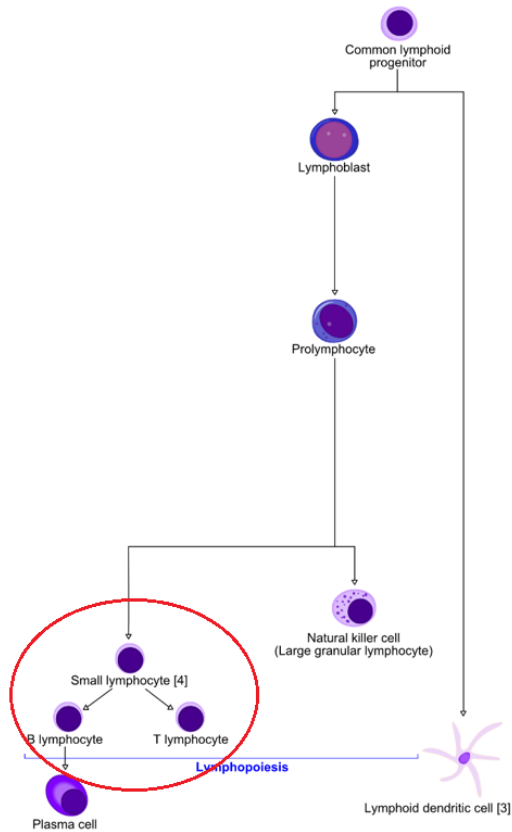 Common lymphoid
progenitor
Lymphoblast
Prolymphocyte
Natural killer cell
(Large granular lymphocyte)
Small lymphocyte [4]
B lymphocyte
T lymphocyte
Lymphopoiesis
Lymphoid dendritic cell [3]
Plasma cell